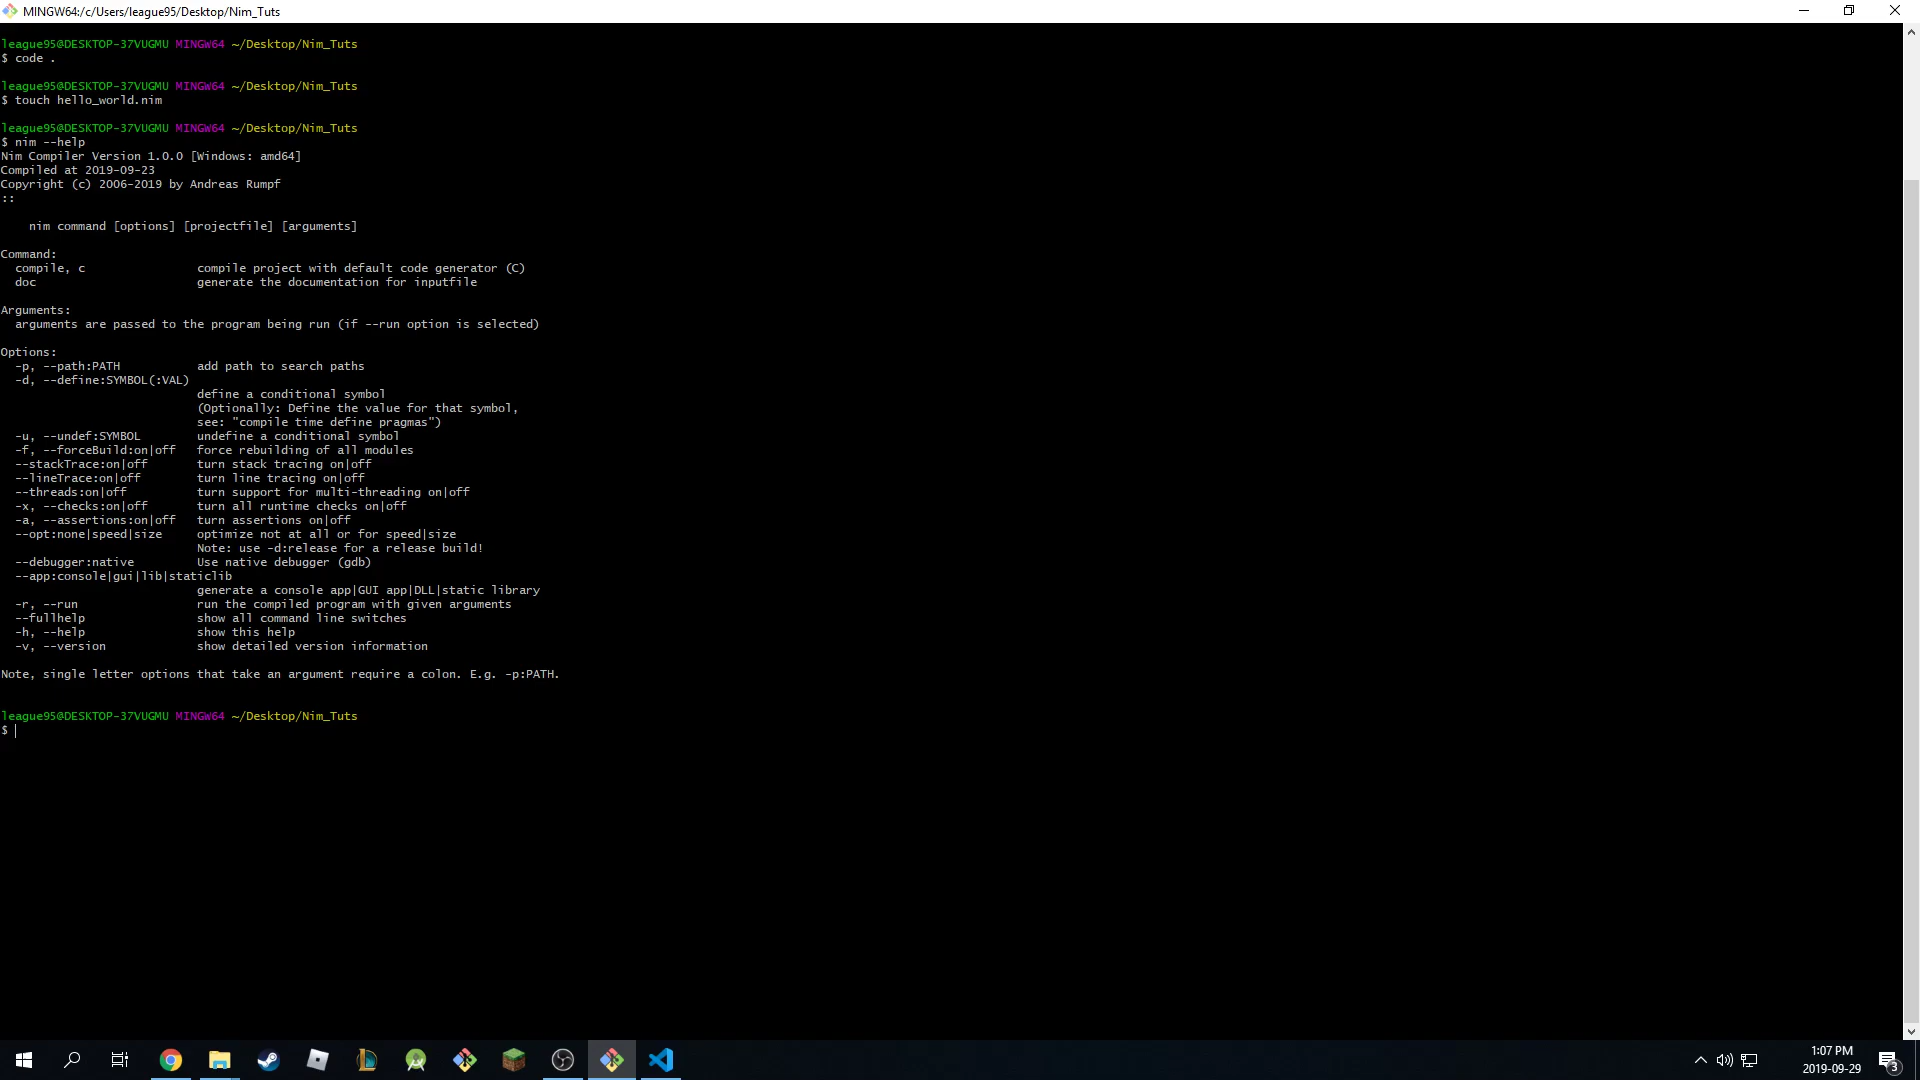 MINGW64:/c/Users/league95/Desktop/Nim_Tuts
league95@DESKTOP-37VUGMU MINGW64 ~/Desktop/Nim_Tuts
$ code .
league95@DESKTOP-37VUGMU MINGW64 ~/Desktop/Nim_Tuts
$ touch hello_world.nim
league95@DESKTOP-37VUGMU MINGW64 ~/Desktop/Nim_Tuts
$ nim --help
Nim Compiler Version 1.0.0 [Windows: amd64]
Compiled at 2019-09-23
Copyright (c) 2006-2019 by Andreas Rumpf
::
nim command [options] [projectfile] [arguments]
Command:
compile, c                compile project with default code generator (C)
doc                       generate the documentation for inputfile
Arguments:
arguments are passed to the program being run (if --run option is selected)
Options:
-p, --path:PATH           add path to search paths
-d, --define:SYMBOL(:VAL)
define a conditional symbol
(Optionally: Define the value for that symbol,
see: "compile time define pragmas")
-u, --undef:SYMBOL        undefine a conditional symbol
-f, --forceBuild:on|off   force rebuilding of all modules
--stackTrace:on|off       turn stack tracing on|off
--lineTrace:on|off        turn line tracing on|off
--threads:on|off          turn support for multi-threading on|off
-x, --checks:on|off       turn all runtime checks on|off
-a, --assertions:on|off   turn assertions on|off
--opt:none|speed|size     optimize not at all or for speed|size
Note: use -d:release for a release build!
--debugger:native         Use native debugger (gdb)
--app:console|gui|lib|staticlib
generate a console app|GUI app|DLL|static library
-r, --run                 run the compiled program with given arguments
--fullhelp                show all command line switches
-h, --help                show this help
-v, --version             show detailed version information
Note, single letter options that take an argument require a colon. E.g. -p:PATH.
league95@DESKTOP-37VUGMU MINGW64 ~/Desktop/Nim_Tuts
$
1:07 PM
2019-09-29
3